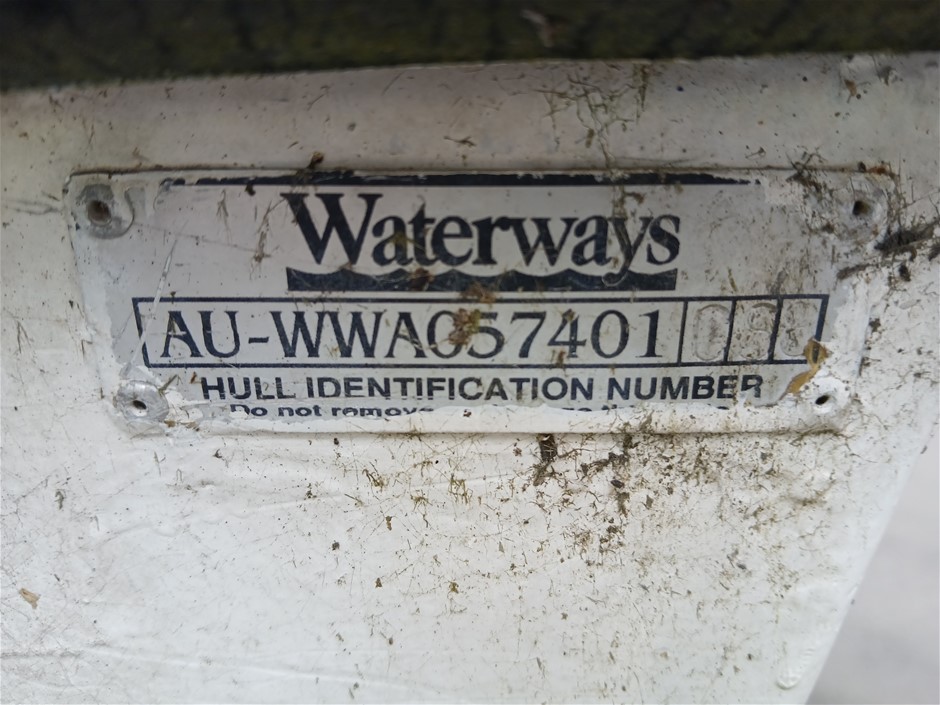 Waterways
AU-WWA057401
HULL IDENTIFICATION NUMBER
Do not remove